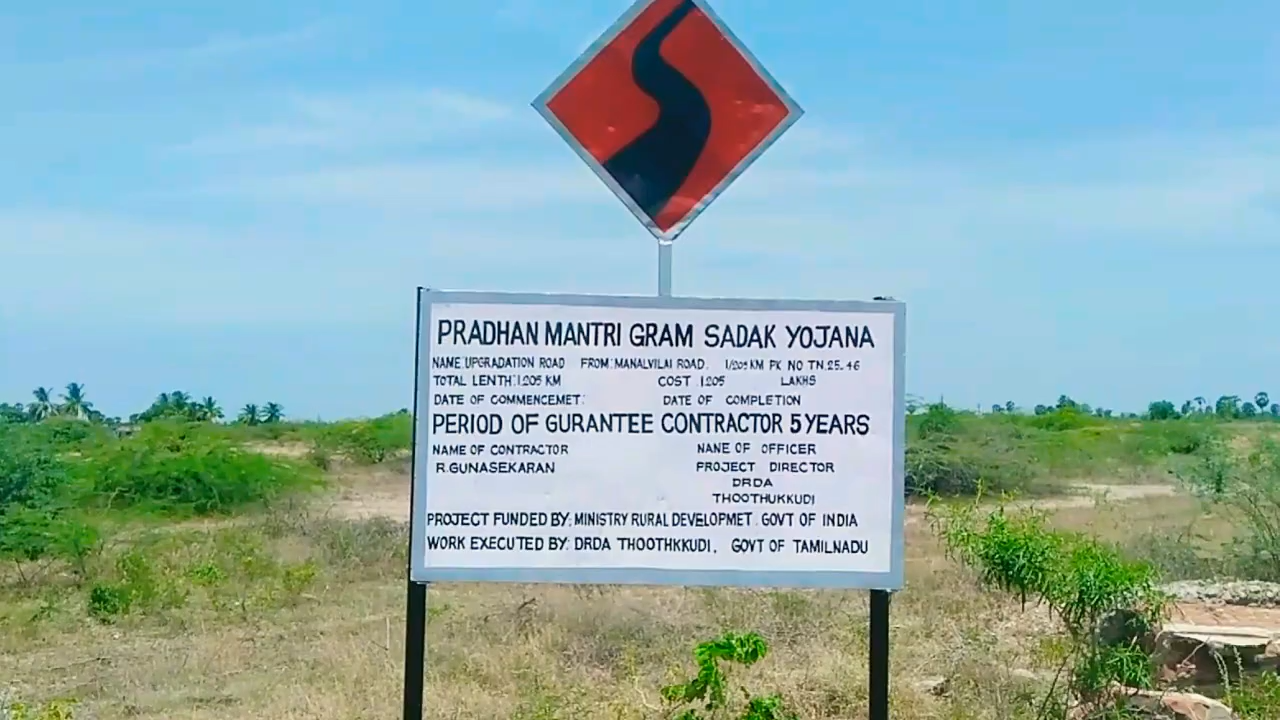 PRADHAN MANTRI GRAM SADAK YOJANA
NAME:UPGRADATION ROAD FROM:MANALVILAI ROAD. 1/205 KM PK NO TN.25.46
TOTAL LENTH:1.205 KM COST 1.205 LAKHS
DATE OF COMMENCEMET: DATE OF COMPLETION
PERIOD OF GURANTEE CONTRACTOR 5 YEARS
NAME OF CONTRACTOR NANE OF OFFICER
R.GUNASEKARAN PROJECT DIRECTOR
DRDA
THOOTHUKKUDI
PROJECT FUNDED BY: MINISTRY RURAL DEVELOPMET. GOVT OF INDIA
WORK EXECUTED BY: DRDA THOOTHKKUDI. GOVT OF TAMILNADU